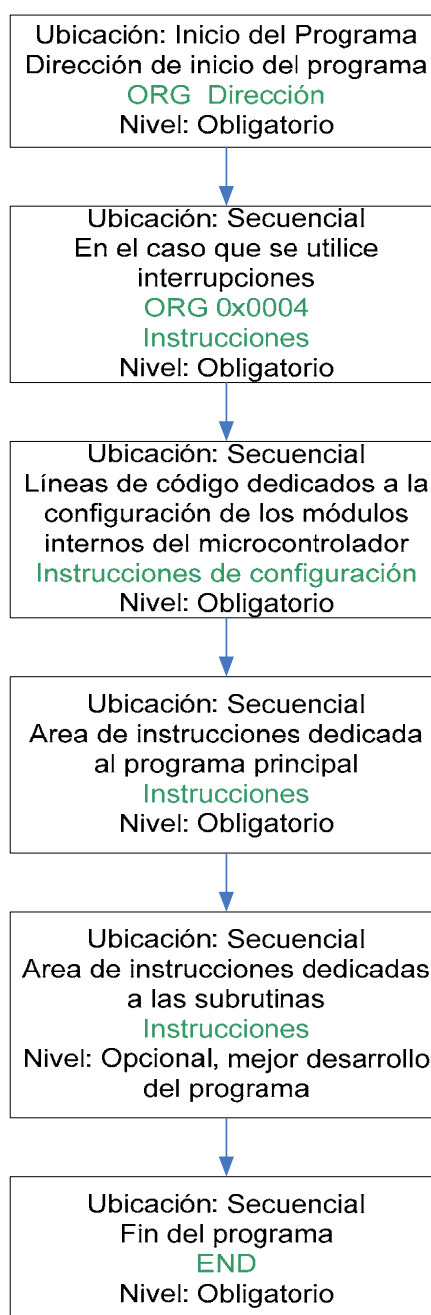 Ubicación: Inicio del Programa
Dirección de inicio del programa
ORG Dirección
Nivel: Obligatorio
Ubicación: Secuencial
En el caso que se utilice
interrupciones
ORG 0x0004
Instrucciones
Nivel: Obligatorio
Ubicación: Secuencial
Líneas de código dedicados a la
configuración de los módulos
internos del microcontrolador
Instrucciones de configuración
Nivel: Obligatorio
Ubicación: Secuencial
Area de instrucciones dedicada
al programa principal
Instrucciones
Nivel: Obligatorio
Ubicación: Secuencial
Area de instrucciones dedicadas
a las subrutinas
Instrucciones
Nivel: Opcional, mejor desarrollo
del programa
Ubicación: Secuencial
Fin del programa
END
Nivel: Obligatorio